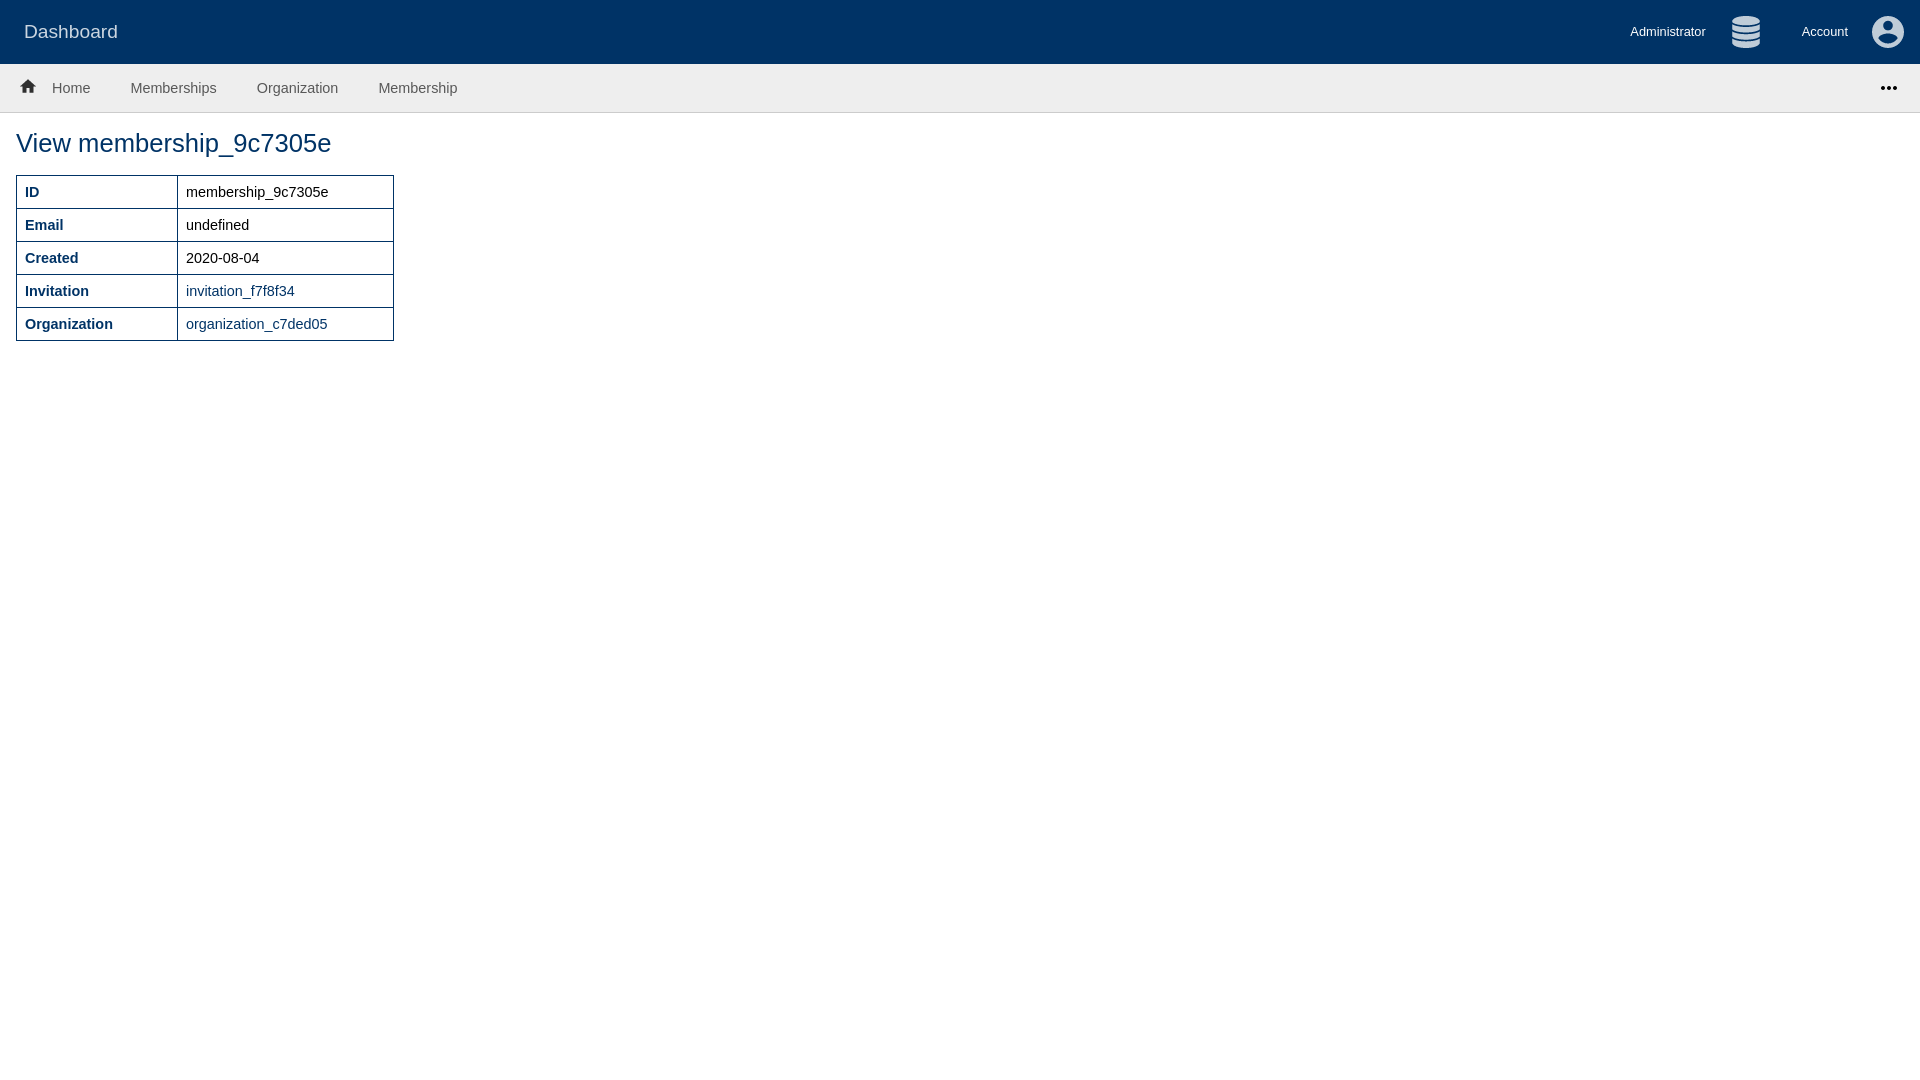 Dashboard
Administrator
Account
Home
Memberships
Organization
Membership
View membership_9c7305e
ID membership_9c7305e
Email undefined
Created 2020-08-04
Invitation invitation_f7f8f34
Organization organization_c7ded05